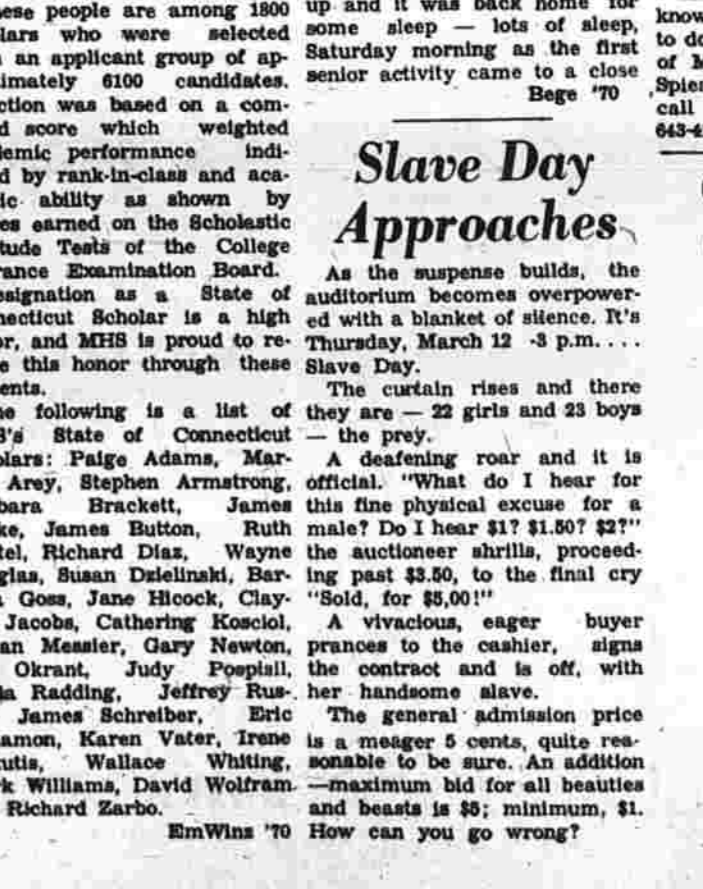 ese people are among 1800
lars who were selected
an applicant group of ap-
imately 6100 candidates.
ction was based on a com-
d score which weighted
emic performance indi-
d by rank-in-class and aca-
ic ability as shown by
es earned on the Scholastic
tude Tests of the College
rance Examination Board.
esignation as a State of
necticut Scholar is a high
or, and MHS is proud to re-
e this honor through these
ents.
he following is a list of
S's State of Connecticut
olars: Paige Adams, Mar-
Arey, Stephen Armstrong,
bara Brackett, James
ke, James Button, Ruth
tel, Richard Diaz, Wayne
glas, Susan Dzielinski, Bar-
Goss, Jane Hicock, Clay-
Jacobs, Cathering Kosciol,
an Messier, Gary Newton,
Okrant, Judy Pospisil,
la Radding, Jeffrey Rus-
James Schreiber, Eric
amon, Karen Vater, Irene
utis, Wallace Whiting,
k Williams, David Wolfram
Richard Zarbo.
EmWins '70
up and it was back home for
some sleep — lots of sleep,
Saturday morning as the first
senior activity came to a close
Bege '70
Slave Day
Approaches
As the suspense builds, the
auditorium becomes overpower-
ed with a blanket of silence. It's
Thursday, March 12 -3 p.m....
Slave Day.
The curtain rises and there
they are — 22 girls and 23 boys
— the prey.
A deafening roar and it is
official. "What do I hear for
this fine physical excuse for a
male? Do I hear $1? $1.50? $2?"
the auctioneer shrills, proceed-
ing past $3.50, to the final cry
"Sold, for $5,00!"
A vivacious, eager buyer
prances to the cashier, signs
the contract and is off, with
her handsome slave.
The general admission price
is a meager 5 cents, quite rea-
sonable to be sure. An addition
—maximum bid for all beauties
and beasts is $5; minimum, $1.
How can you go wrong?
know
to do
of M
Spie
call
643-4